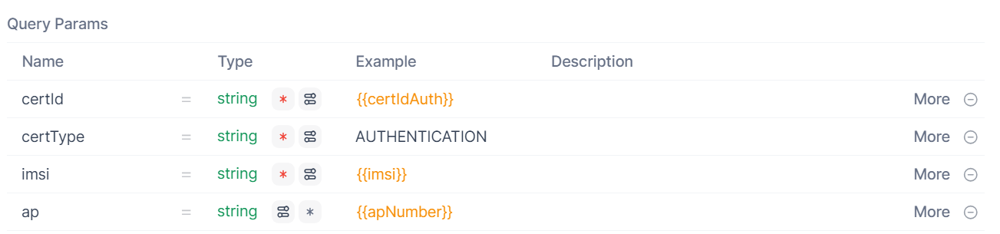 Query Params
Name Type Example Description
certId = string * {{certIdAuth}} More
certType = string * AUTHENTICATION More
imsi = string * {{imsi}} More
ap = string * {{apNumber}} More